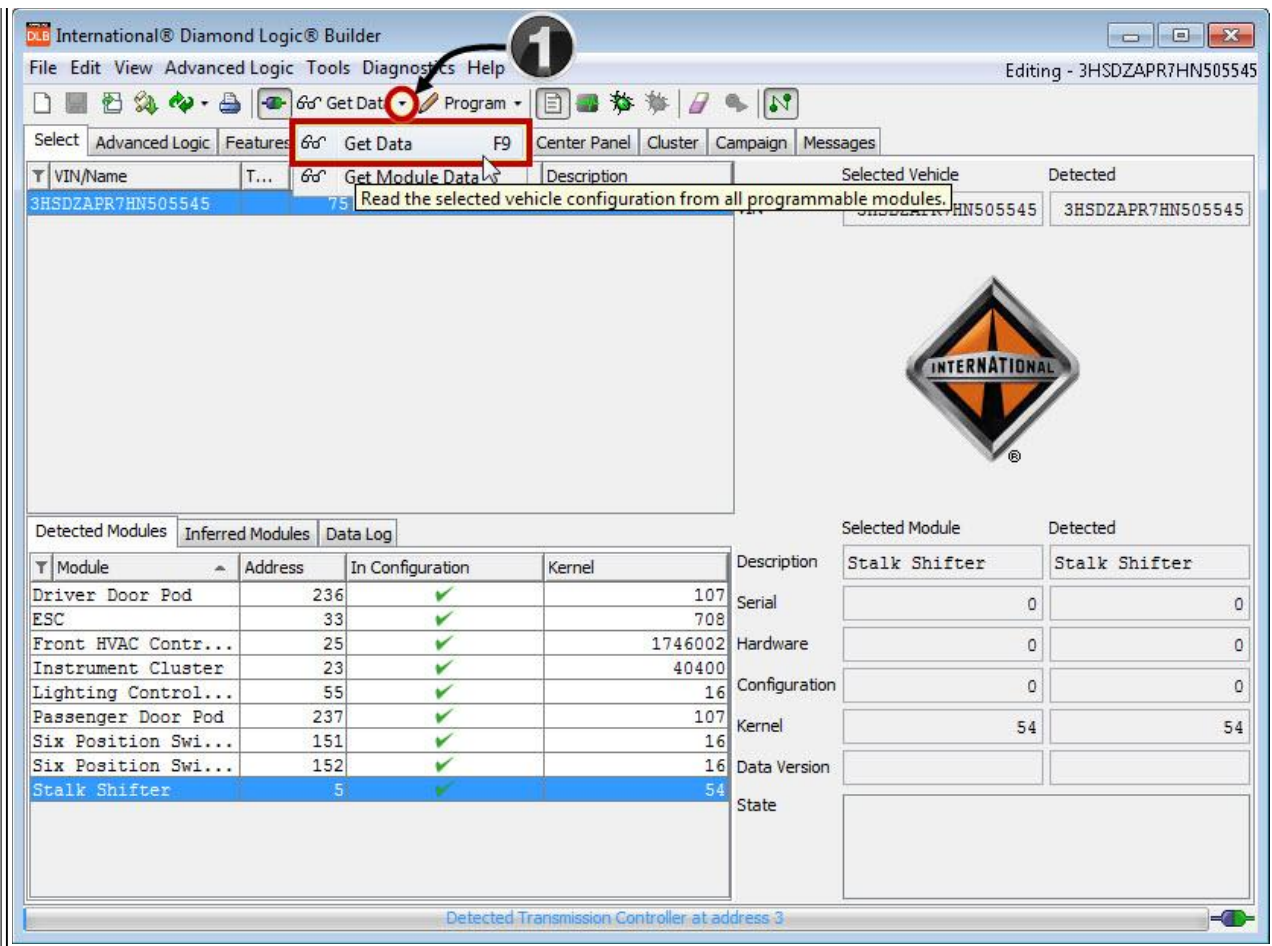 DLB International® Diamond Logic® Builder
1
File Edit View Advanced Logic Tools Diagnostics Help Editing - 3HSDZAPR7HN505545
Get Data Program
Select Advanced Logic Features Center Panel Cluster Campaign Messages
Get Data F9
VIN/Name T... Get Module Data Description Selected Vehicle Detected
Read the selected vehicle configuration from all programmable modules.
3HSDZAPR7HN505545 75 VIN 3HSDZAPR7HN505545 3HSDZAPR7HN505545
INTERNATIONAL
®
Detected Modules Inferred Modules Data Log Selected Module Detected
Module Address In Configuration Kernel Description Stalk Shifter Stalk Shifter
Driver Door Pod 236 107
Serial 0 0
ESC 33 708
Front HVAC Contr... 25 1746002 Hardware 0 0
Instrument Cluster 23 40400
Lighting Control... 55 16 Configuration 0 0
Passenger Door Pod 237 107
Kernel 54 54
Six Position Swi... 151 16
Six Position Swi... 152 16 Data Version
Stalk Shifter 5 54
State
Detected Transmission Controller at address 3